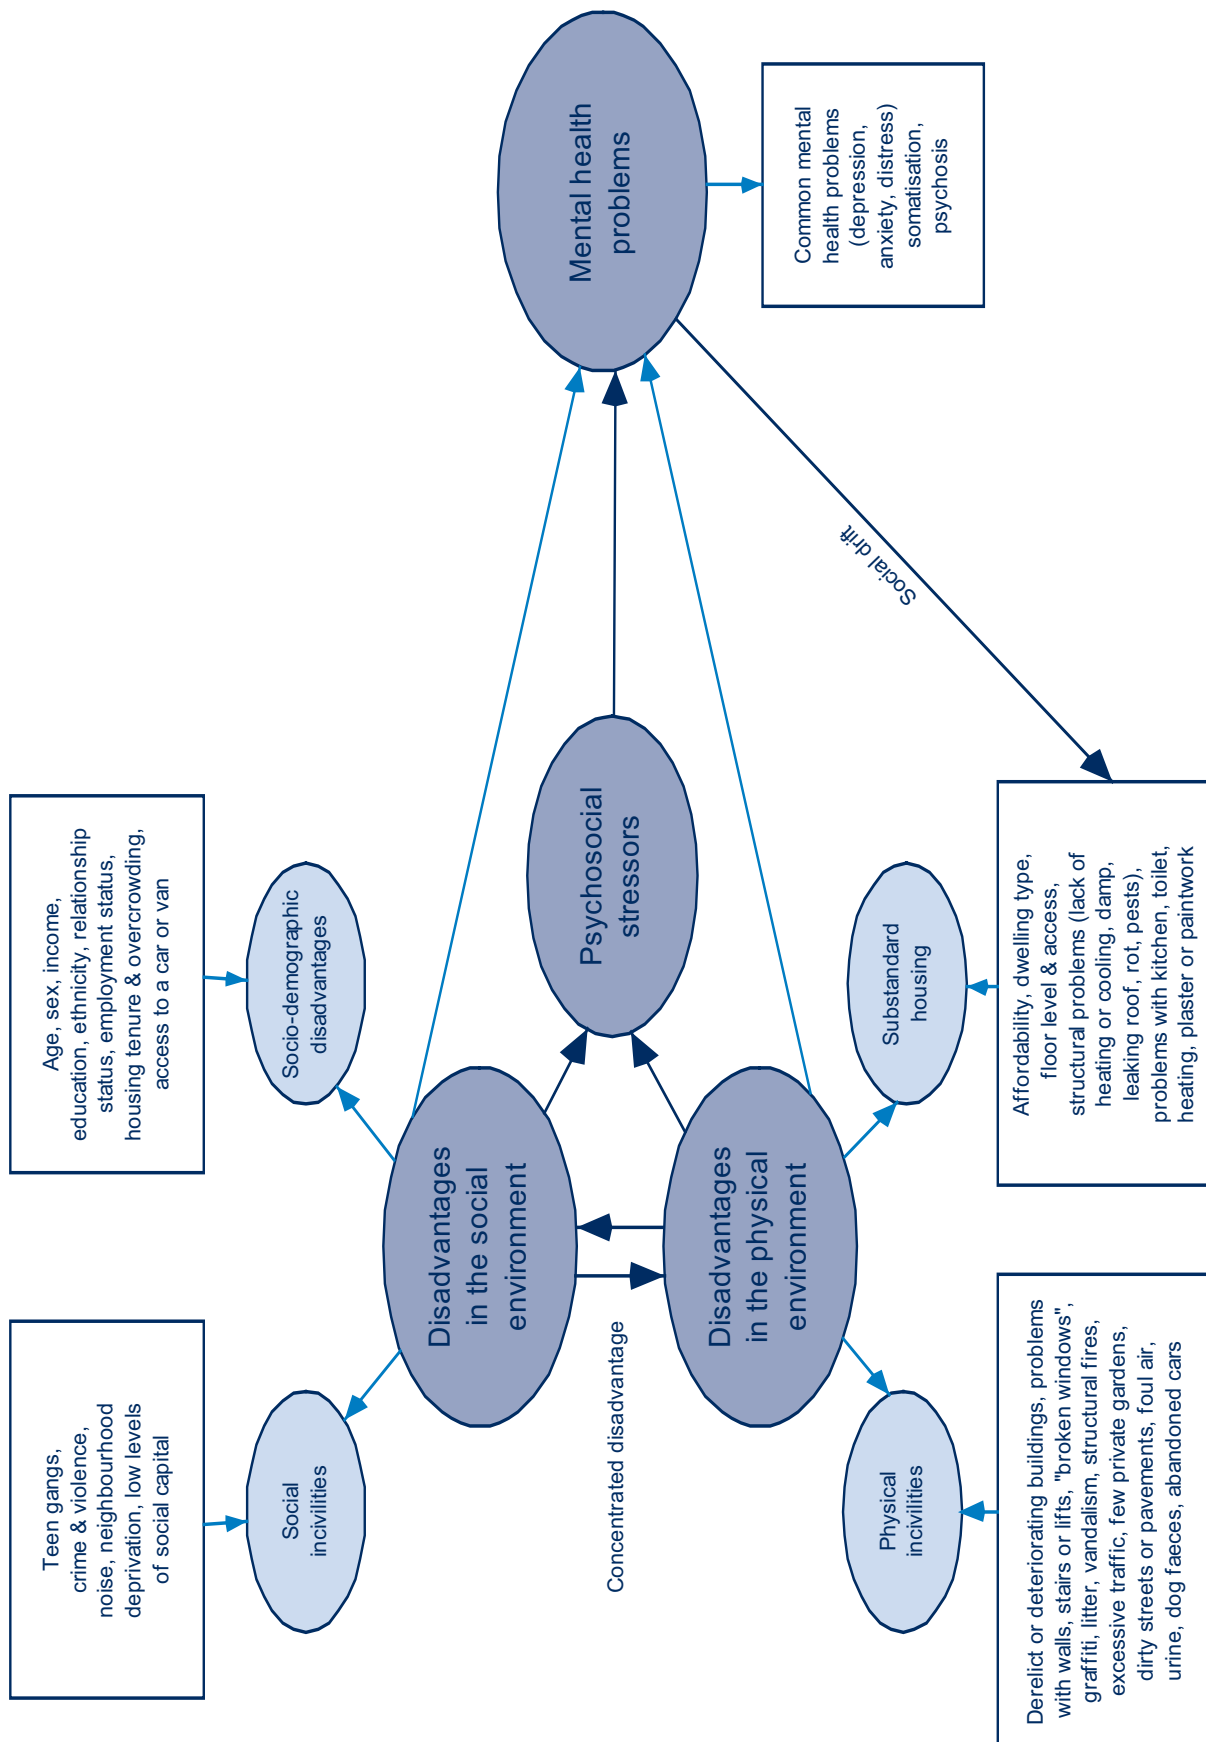 Teen gangs,
crime & violence,
noise, neighbourhood
deprivation, low levels
of social capital
Age, sex, income,
education, ethnicity, relationship
status, employment status,
housing tenure & overcrowding,
access to a car or van
Social
incivilities
Socio-demographic
disadvantages
Disadvantages
in the social
environment
Concentrated disadvantage
Psychosocial
stressors
Mental health
problems
Disadvantages
in the physical
environment
Common mental
health problems
(depression,
anxiety, distress)
somatisation,
psychosis
Social drift
Physical
incivilities
Substandard
housing
Derelict or deteriorating buildings, problems
with walls, stairs or lifts, "broken windows",
graffiti, litter, vandalism, structural fires,
excessive traffic, few private gardens,
dirty streets or pavements, foul air,
urine, dog faeces, abandoned cars
Affordability, dwelling type,
floor level & access,
structural problems (lack of
heating or cooling, damp,
leaking roof, rot, pests),
problems with kitchen, toilet,
heating, plaster or paintwork